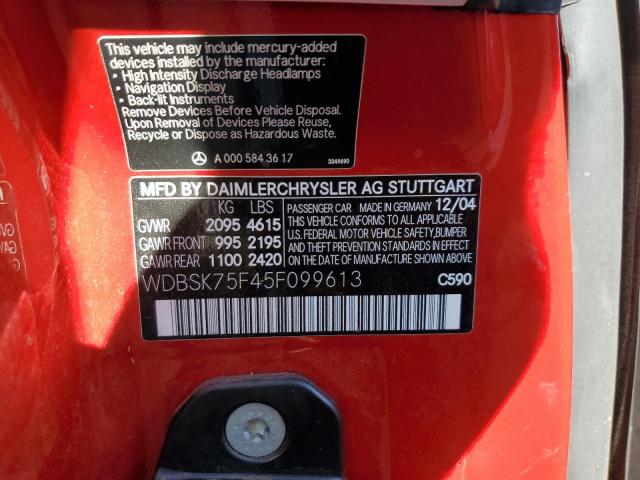 This vehicle may include mercury-added
devices installed by the manufacturer:
• High Intensity Discharge Headlamps
• Navigation Display
• Back-lit Instruments
Remove Devices Before Vehicle Disposal.
Upon Removal of Devices Please Reuse,
Recycle or Dispose as Hazardous Waste.
A 000 584 36 17
3349690
MFD BY DAIMLERCHRYSLER AG STUTTGART
KG LBS
GVWR 2095 4615
GAWR FRONT 995 2195
GAWR REAR 1100 2420
PASSENGER CAR MADE IN GERMANY 12/04
THIS VEHICLE CONFORMS TO ALL APPLICABLE
U.S. FEDERAL MOTOR VEHICLE SAFETY,BUMPER
AND THEFT PREVENTION STANDARDS IN EFFECT
ON THE DATE OF MANUFACTURE SHOWN ABOVE.
WDBSK75F45F099613
C590